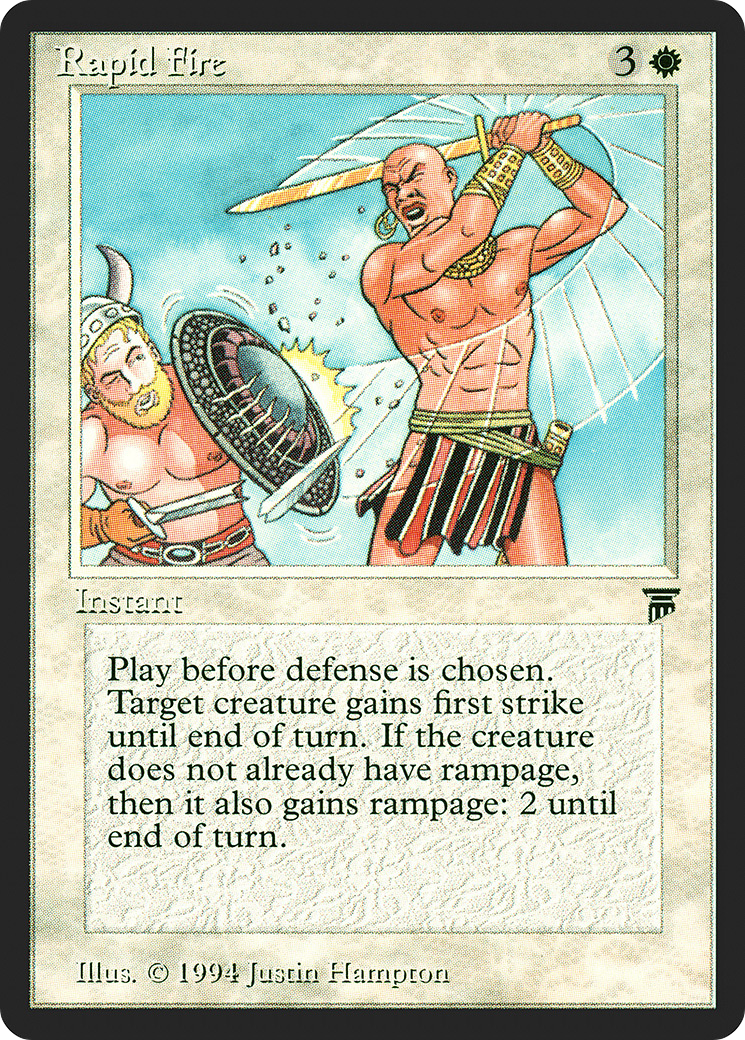 Rapid Fire 3
Instant
Play before defense is chosen.
Target creature gains first strike
until end of turn. If the creature
does not already have rampage,
then it also gains rampage: 2 until
end of turn.
Illus. © 1994 Justin Hampton